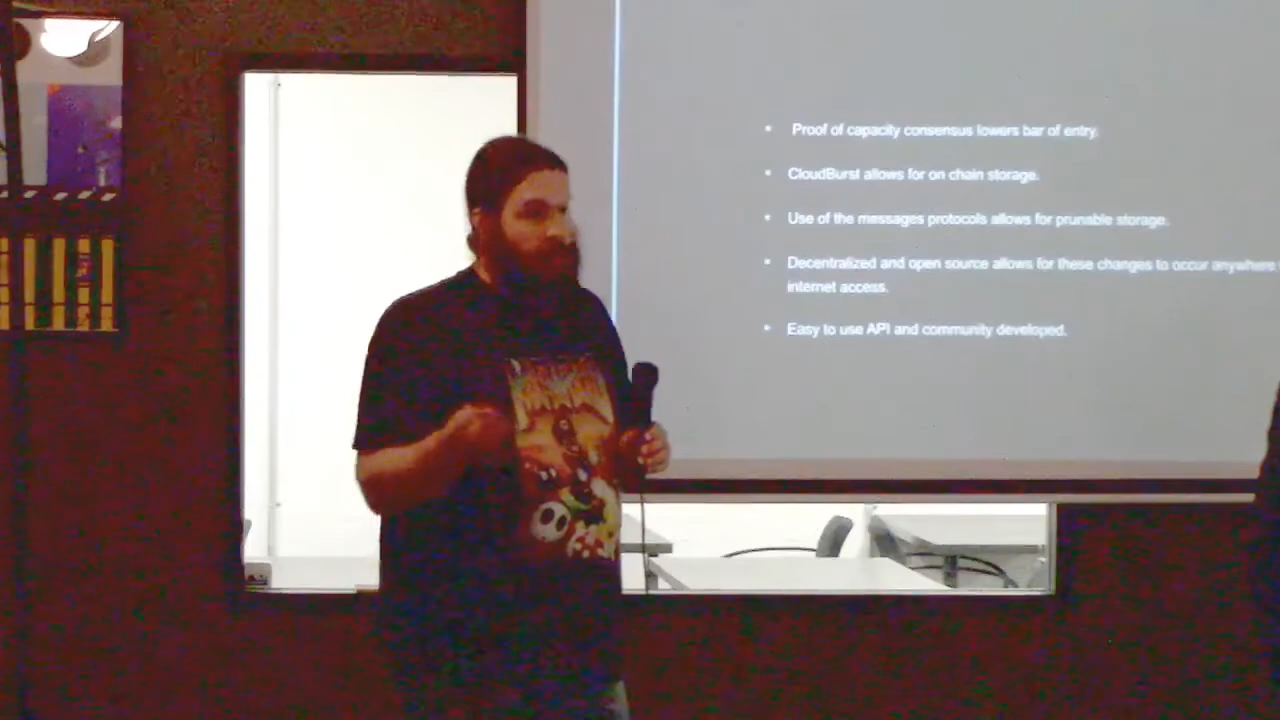 Proof of capacity consensus lowers bar of entry.
CloudBurst allows for on chain storage.
Use of the messages protocols allows for prunable storage.
Decentralized and open source allows for these changes to occur anywhere
internet access.
Easy to use API and community developed.